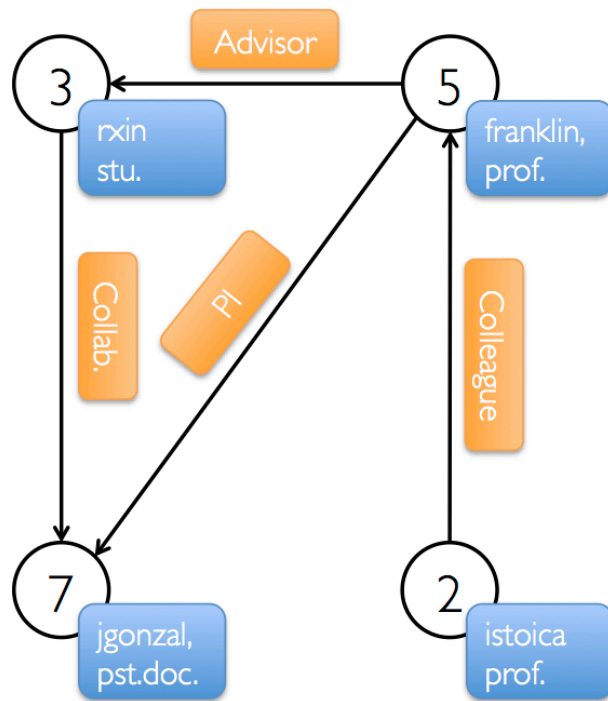 Advisor
3
5
rxin
stu.
franklin,
prof.
Collab.
PI
Colleague
7
2
jgonzal,
pst.doc.
istoica
prof.